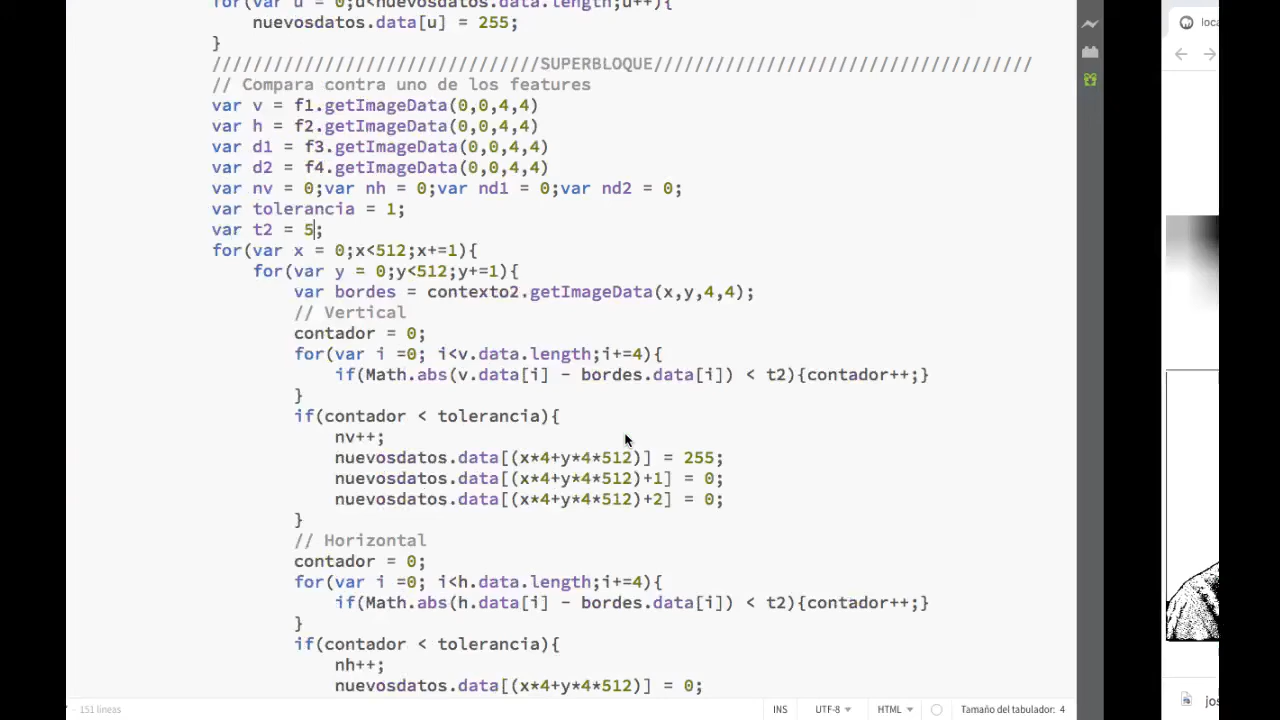 for(var u = 0;u<nuevosdatos.data.length;u++){
nuevosdatos.data[u] = 255;
}
////////////////////////////////SUPERBLOQUE/////////////////////////////////////
// Compara contra uno de los features
var v = f1.getImageData(0,0,4,4)
var h = f2.getImageData(0,0,4,4)
var d1 = f3.getImageData(0,0,4,4)
var d2 = f4.getImageData(0,0,4,4)
var nv = 0;var nh = 0;var nd1 = 0;var nd2 = 0;
var tolerancia = 1;
var t2 = 5;
for(var x = 0;x<512;x+=1){
for(var y = 0;y<512;y+=1){
var bordes = contexto2.getImageData(x,y,4,4);
// Vertical
contador = 0;
for(var i =0; i<v.data.length;i+=4){
if(Math.abs(v.data[i] - bordes.data[i]) < t2){contador++;}
}
if(contador < tolerancia){
nv++;
nuevosdatos.data[(x*4+y*4*512)] = 255;
nuevosdatos.data[(x*4+y*4*512)+1] = 0;
nuevosdatos.data[(x*4+y*4*512)+2] = 0;
}
// Horizontal
contador = 0;
for(var i =0; i<h.data.length;i+=4){
if(Math.abs(h.data[i] - bordes.data[i]) < t2){contador++;}
}
if(contador < tolerancia){
nh++;
nuevosdatos.data[(x*4+y*4*512)] = 0;
151 líneas
INS UTF-8 HTML Tamaño del tabulador: 4
loca
jos